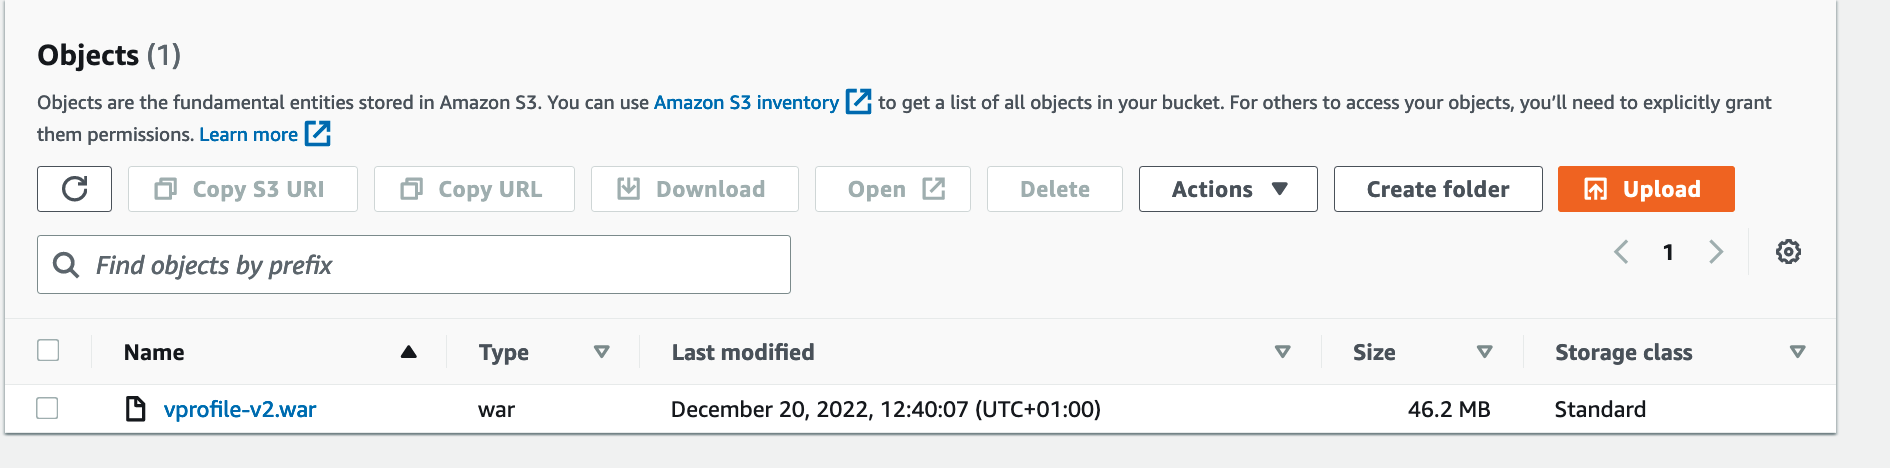 Objects (1)
Objects are the fundamental entities stored in Amazon S3. You can use Amazon S3 inventory to get a list of all objects in your bucket. For others to access your objects, you'll need to explicitly grant
them permissions. Learn more
Copy S3 URI Copy URL Download Open Delete Actions Create folder Upload
Find objects by prefix 1
Name Type Last modified Size Storage class
vprofile-v2.war war December 20, 2022, 12:40:07 (UTC+01:00) 46.2 MB Standard